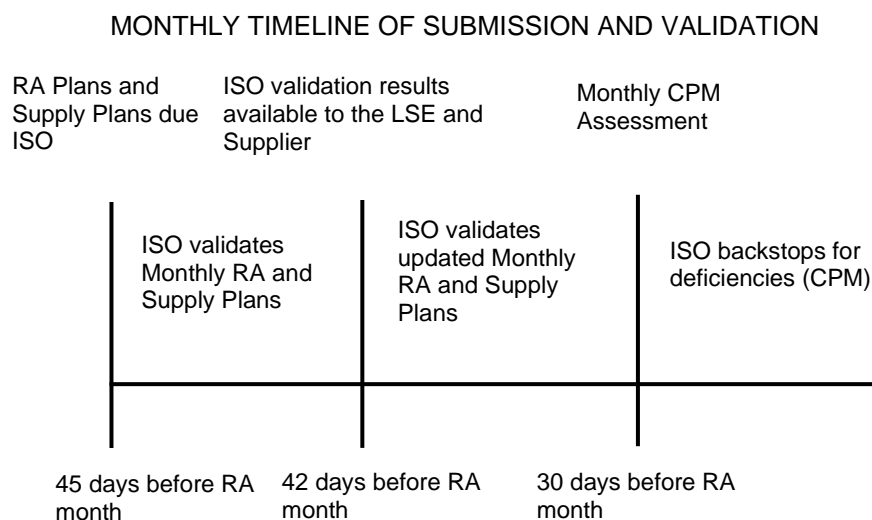 MONTHLY TIMELINE OF SUBMISSION AND VALIDATION
RA Plans and
Supply Plans due
ISO
ISO validation results
available to the LSE and
Supplier
Monthly CPM
Assessment
ISO validates
Monthly RA and
Supply Plans
ISO validates
updated Monthly
RA and Supply
Plans
ISO backstops for
deficiencies (CPM)
45 days before RA
month
42 days before RA
month
30 days before RA
month